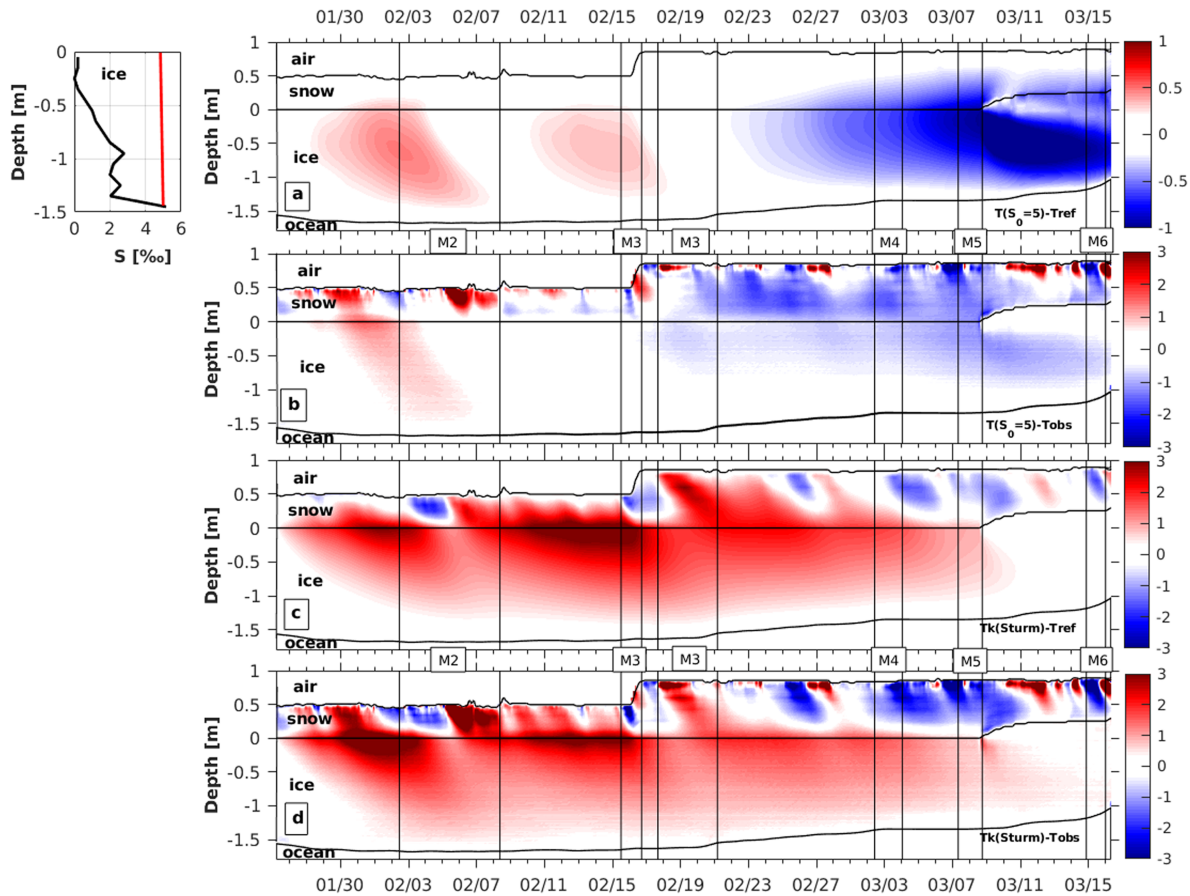 01/30 02/03 02/07 02/11 02/15 02/19 02/23 02/27 03/03 03/07 03/11 03/15
Depth [m]
0
-0.5
-1
-1.5
ice
0 2 4 6
S [‰]
Depth [m]
1
0.5
0
-0.5
-1
-1.5
air
snow
ice
a
ocean
T(S0=5)-Tref
1
0.5
0
-0.5
-1
M2 M3 M3 M4 M5 M6
Depth [m]
1
0.5
0
-0.5
-1
-1.5
air
snow
ice
b
ocean
T(S0=5)-Tobs
3
2
1
0
-1
-2
-3
Depth [m]
1
0.5
0
-0.5
-1
-1.5
air
snow
ice
c
ocean
Tk(Sturm)-Tref
3
2
1
0
-1
-2
-3
M2 M3 M3 M4 M5 M6
Depth [m]
1
0.5
0
-0.5
-1
-1.5
air
snow
ice
d
ocean
Tk(Sturm)-Tobs
3
2
1
0
-1
-2
-3
01/30 02/03 02/07 02/11 02/15 02/19 02/23 02/27 03/03 03/07 03/11 03/15